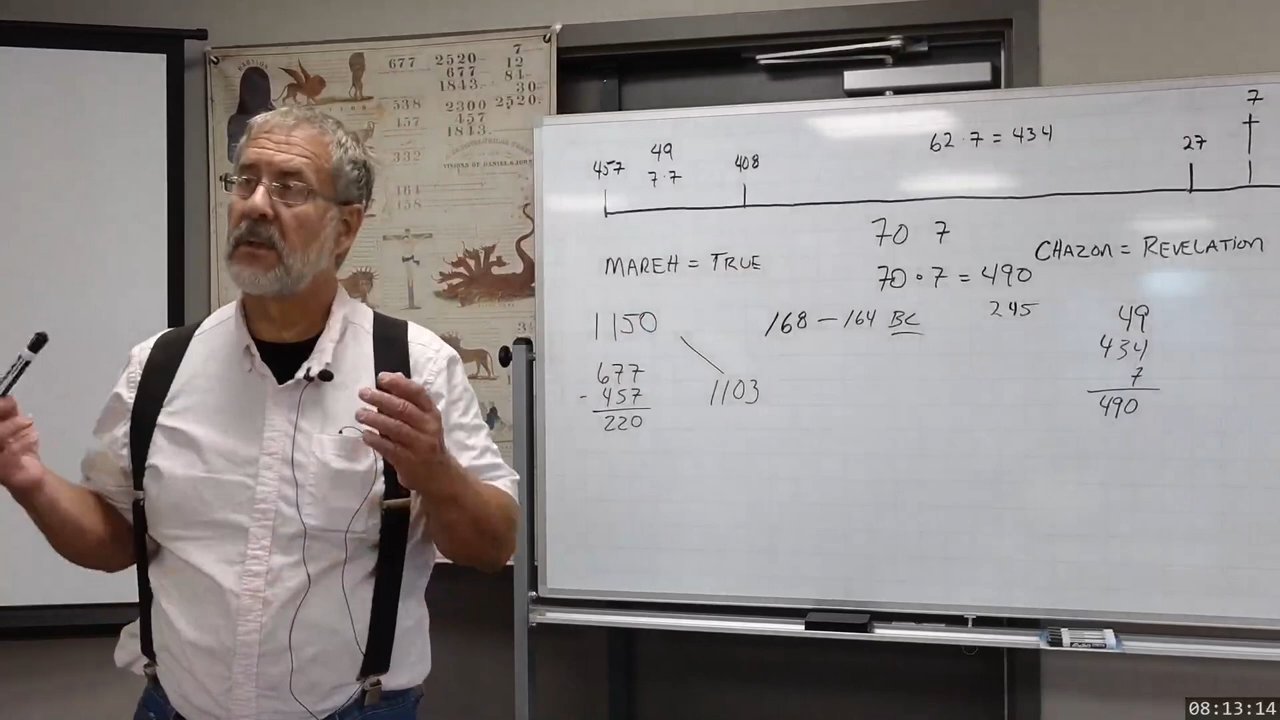 677 2520. 7
677 12
1843. 84.
30.
538 2300 2520.
457 457
1843.
332
VISIONS OF DANIEL & JOHN
164
158
7
49 62 · 7 = 434 27
457 7·7 408
70 7
MAREH = TRUE CHAZON = REVELATION
70 · 7 = 490
245
1150 168 – 164 BC 49
434
677 7
- 457 1103 490
220
08:13:14